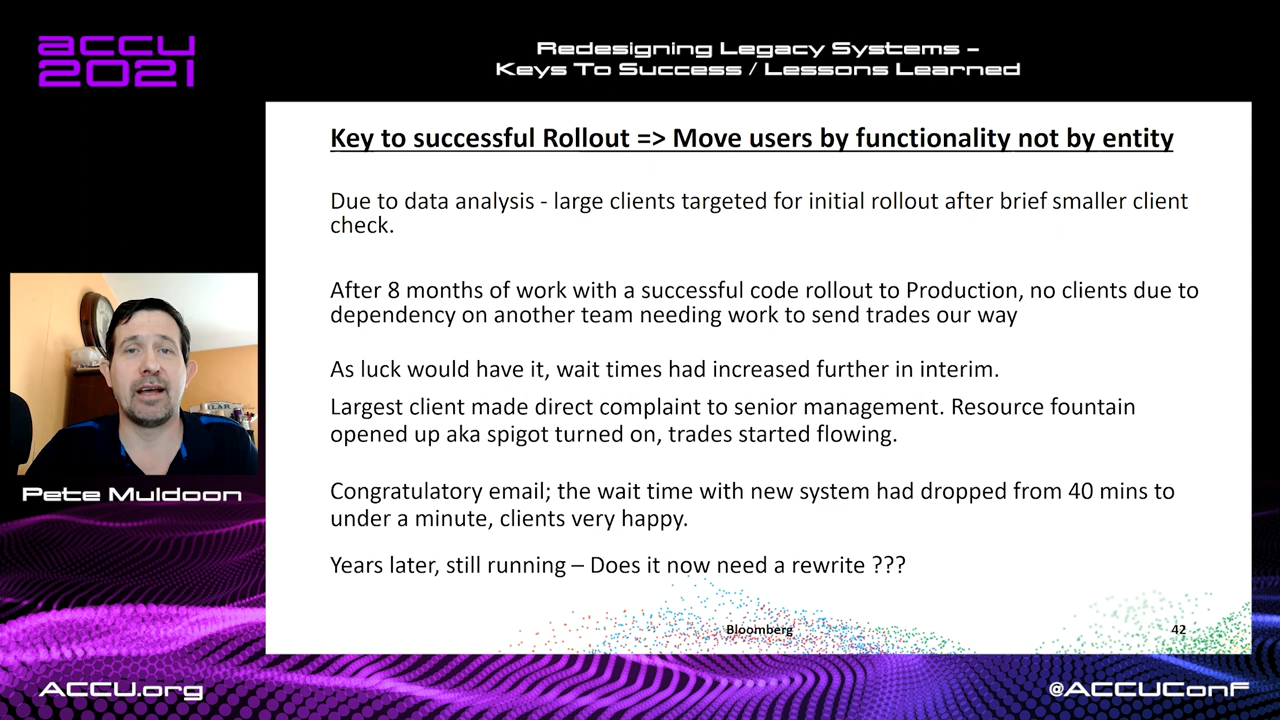 accu
2021
Redesigning Legacy Systems –
Keys To Success / Lessons Learned
Key to successful Rollout => Move users by functionality not by entity
Due to data analysis - large clients targeted for initial rollout after brief smaller client
check.
After 8 months of work with a successful code rollout to Production, no clients due to
dependency on another team needing work to send trades our way
As luck would have it, wait times had increased further in interim.
Largest client made direct complaint to senior management. Resource fountain
opened up aka spigot turned on, trades started flowing.
Congratulatory email; the wait time with new system had dropped from 40 mins to
under a minute, clients very happy.
Years later, still running – Does it now need a rewrite ???
Bloomberg
42
Pete Muldoon
ACCU.org
@ACCUConf